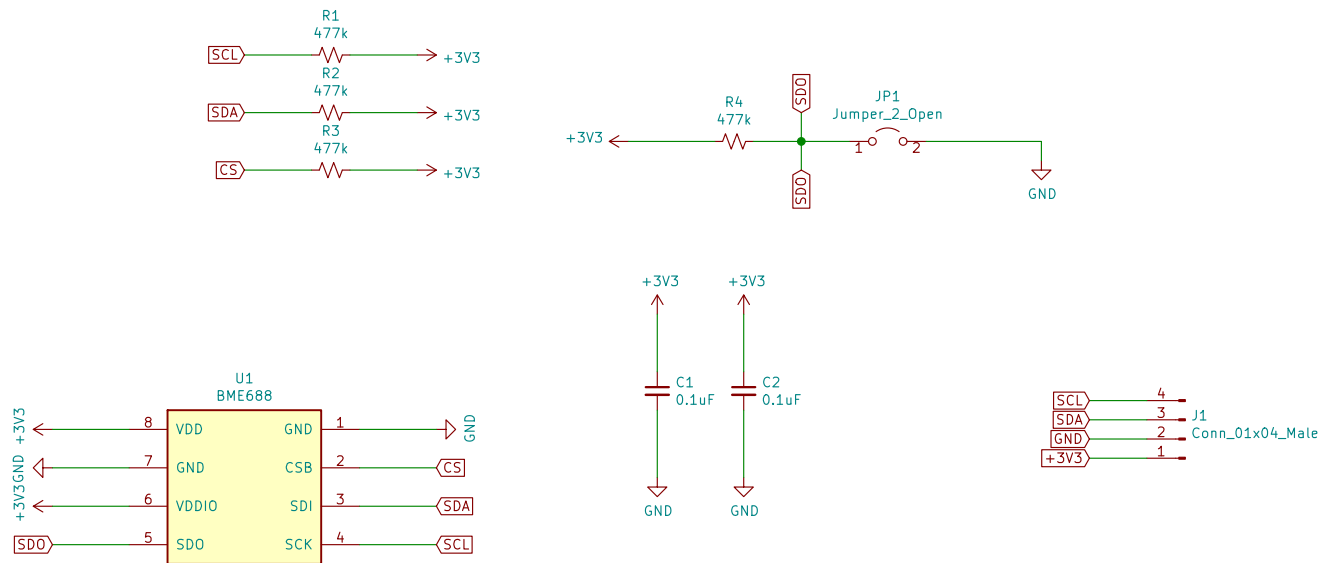 R1
477k
SCL
+3V3
R2
477k
SDA
+3V3
R3
477k
CS
+3V3
SDO
JP1
Jumper_2_Open
R4
477k
+3V3
1
2
SDO
GND
+3V3
+3V3
C1
0.1uF
C2
0.1uF
GND
GND
U1
BME688
+3V3
8
VDD
GND
1
GND
GND
7
GND
CSB
2
CS
+3V3
6
VDDIO
SDI
3
SDA
SDO
5
SDO
SCK
4
SCL
SCL
4
SDA
3
J1
GND
2
Conn_01x04_Male
+3V3
1